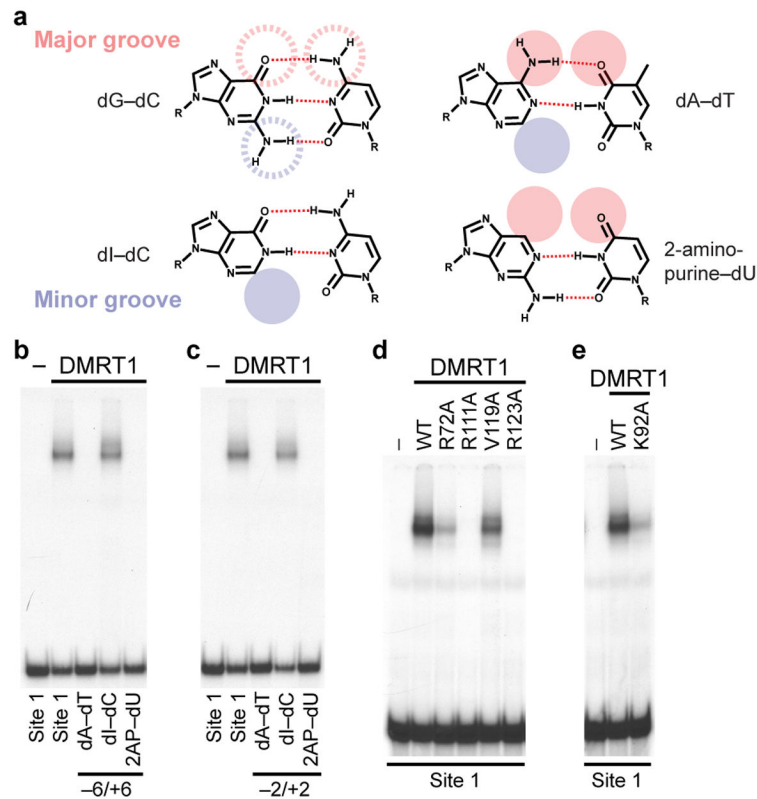 a
Major groove
dG–dC
dA–dT
dI–dC
Minor groove
2-amino-
purine–dU
H
O
H
N
N
N
N
H
N
N
R
N
H
O
N
H
R
H
N
H
O
N
N
N
N
H
N
R
N
O
R
H
O
H
N
N
N
N
H
N
N
R
N
O
N
R
O
N
N
N
H
N
N
R
N
H
O
N
H
R
b
–
DMRT1
Site 1
Site 1
dA–dT
dI–dC
2AP–dU
–6/+6
c
–
DMRT1
Site 1
Site 1
dA–dT
dI–dC
2AP–dU
–2/+2
d
DMRT1
–
WT
R72A
R111A
V119A
R123A
Site 1
e
DMRT1
–
WT
K92A
Site 1